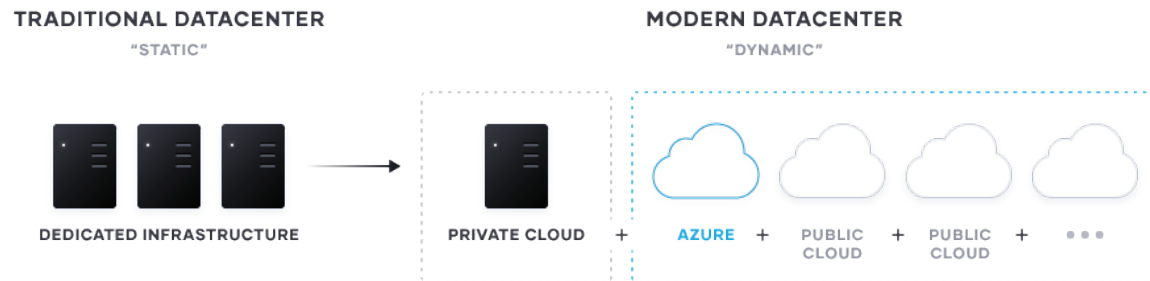 TRADITIONAL DATACENTER
“STATIC”
MODERN DATACENTER
“DYNAMIC”
DEDICATED INFRASTRUCTURE
PRIVATE CLOUD + AZURE + PUBLIC CLOUD + PUBLIC CLOUD + •••